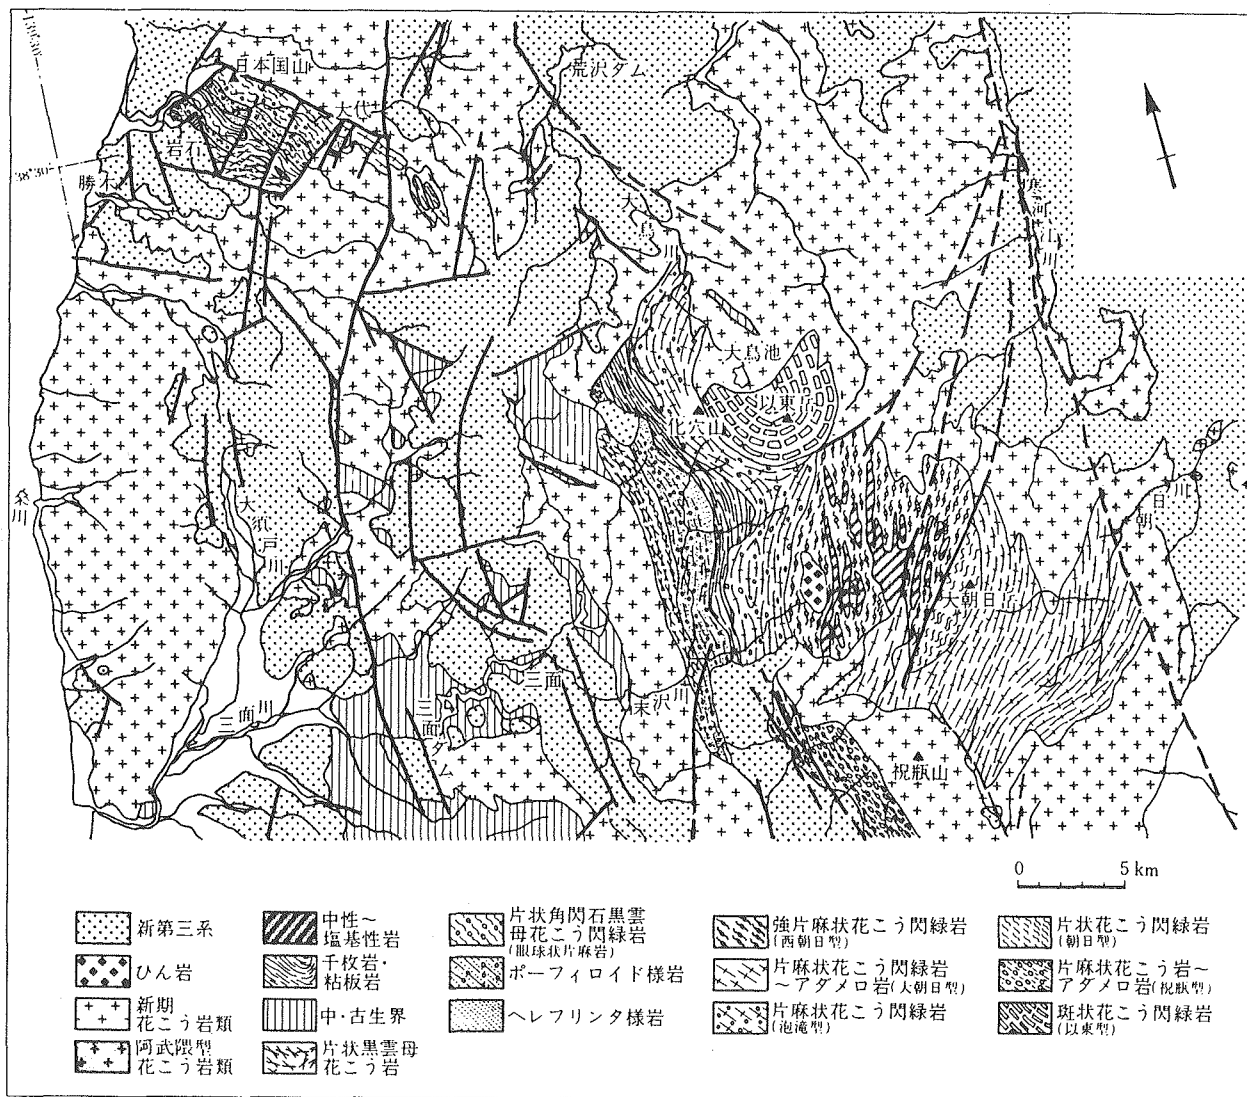 139°30'
日本国山
荒沢ダム
大代
岩石
38°30'
勝木
大鳥川
寒河江川
大鳥池
以東岳
化穴山
桑川
大須戸川
朝日川
大朝日岳
三面
三面川
三面ダム
末沢川
祝瓶山
0 5 km
新第三系
ひん岩
新期
花こう岩類
阿武隈型
花こう岩類
中性～
塩基性岩
千枚岩・
粘板岩
中・古生界
片状黒雲母
花こう岩
片状角閃石黒雲
母花こう閃緑岩
(眼球状片麻岩)
ポーフィロイド様岩
ヘレフリンタ様岩
強片麻状花こう閃緑岩
(西朝日型)
片麻状花こう閃緑岩
～アダメロ岩(大朝日型)
片麻状花こう閃緑岩
(泡滝型)
片状花こう閃緑岩
(朝日型)
片麻状花こう岩～
アダメロ岩(祝瓶型)
斑状花こう閃緑岩
(以東型)